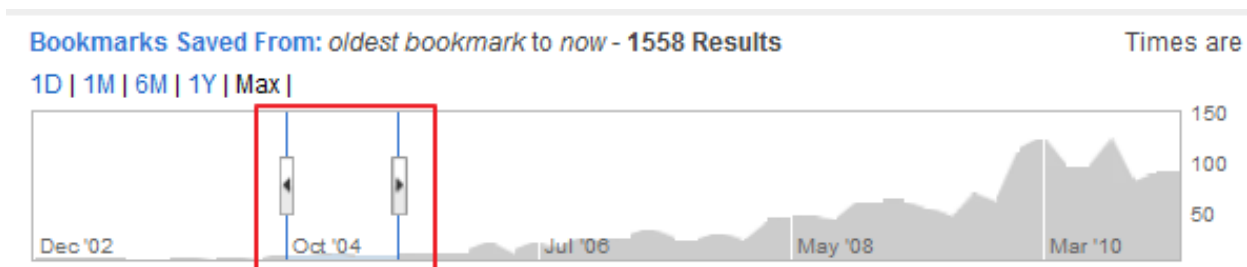 Bookmarks Saved From: oldest bookmark to now - 1558 Results Times are
1D | 1M | 6M | 1Y | Max |
150
100
50
Dec '02 Oct '04 Jul '06 May '08 Mar '10